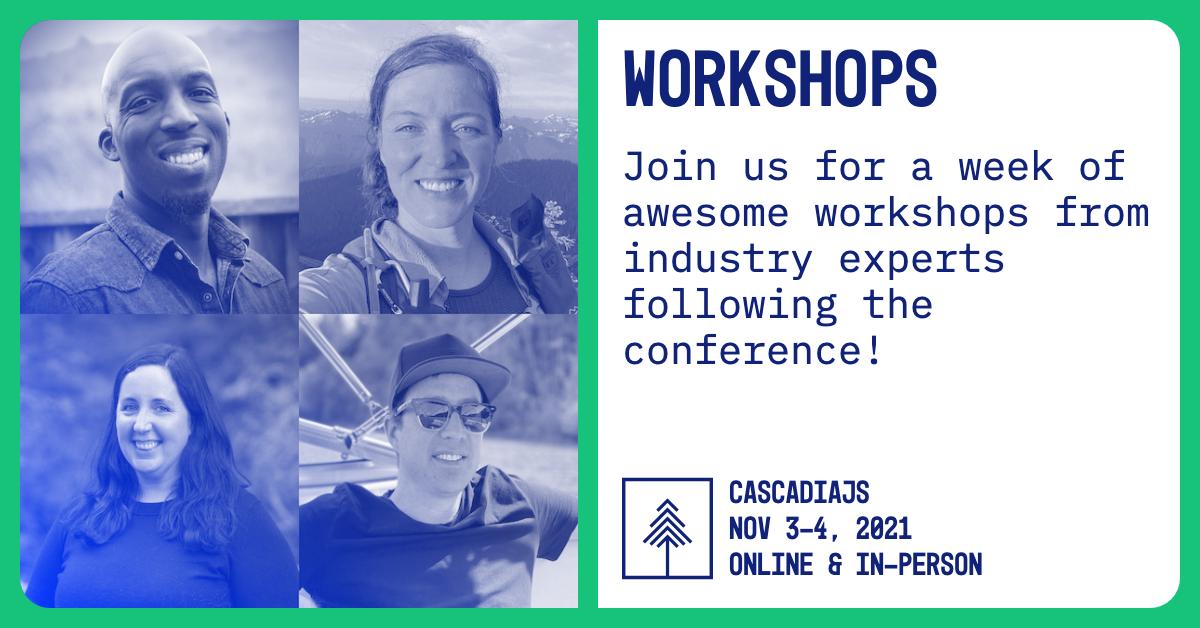 WORKSHOPS
Join us for a week of
awesome workshops from
industry experts
following the
conference!
CASCADIAJS
NOV 3-4, 2021
ONLINE & IN-PERSON